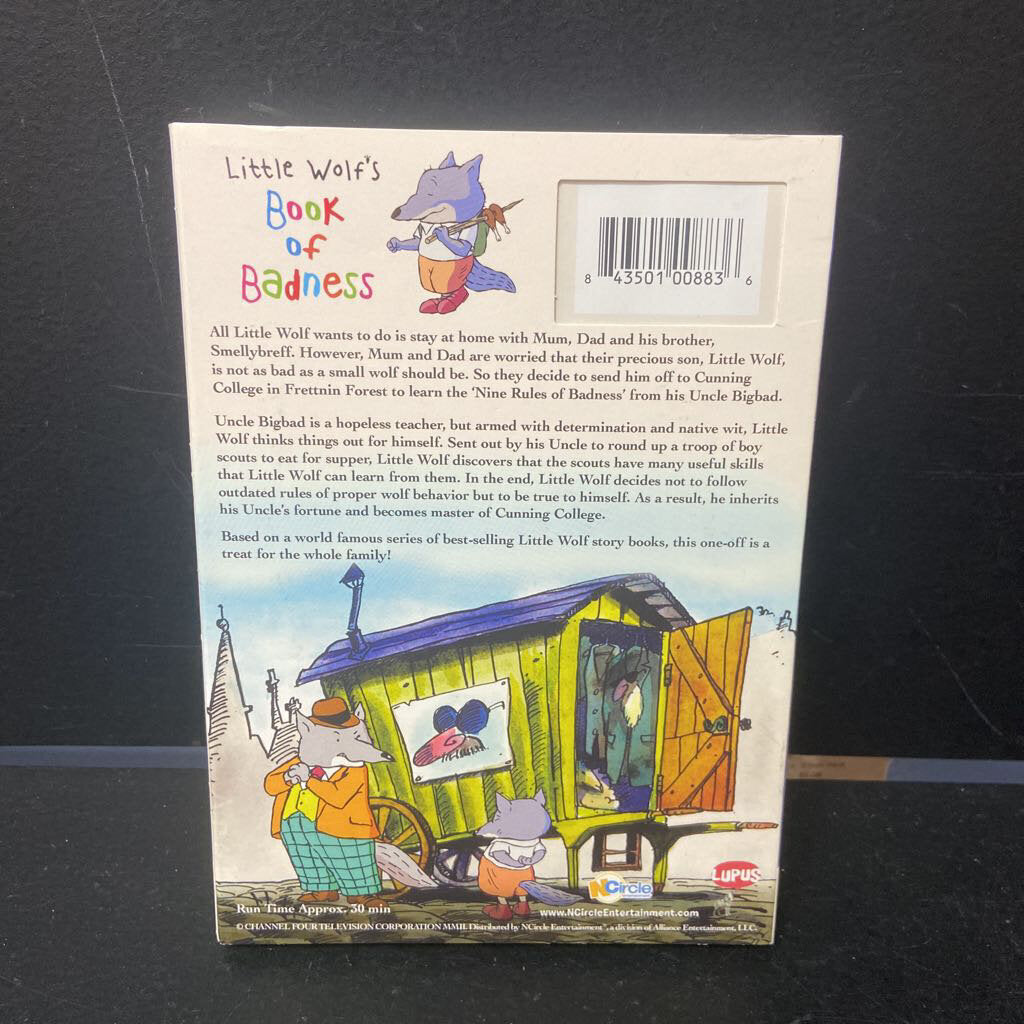 Little Wolf's
Book
of
Badness
8 43501 00883 6
All Little Wolf wants to do is stay at home with Mum, Dad and his brother,
Smellybreff. However, Mum and Dad are worried that their precious son, Little Wolf,
is not as bad as a small wolf should be. So they decide to send him off to Cunning
College in Frettnin Forest to learn the 'Nine Rules of Badness' from his Uncle Bigbad.
Uncle Bigbad is a hopeless teacher, but armed with determination and native wit, Little
Wolf thinks things out for himself. Sent out by his Uncle to round up a troop of boy
scouts to eat for supper, Little Wolf discovers that the scouts have many useful skills
that Little Wolf can learn from them. In the end, Little Wolf decides not to follow
outdated rules of proper wolf behavior but to be true to himself. As a result, he inherits
his Uncle's fortune and becomes master of Cunning College.
Based on a world famous series of best-selling Little Wolf story books, this one-off is a
treat for the whole family!
LUPUS
NCircle
Run Time Approx. 30 min
www.NCircleEntertainment.com
© CHANNEL FOUR TELEVISION CORPORATION MMII. Distributed by NCircle Entertainment™, a division of Alliance Entertainment, LLC.